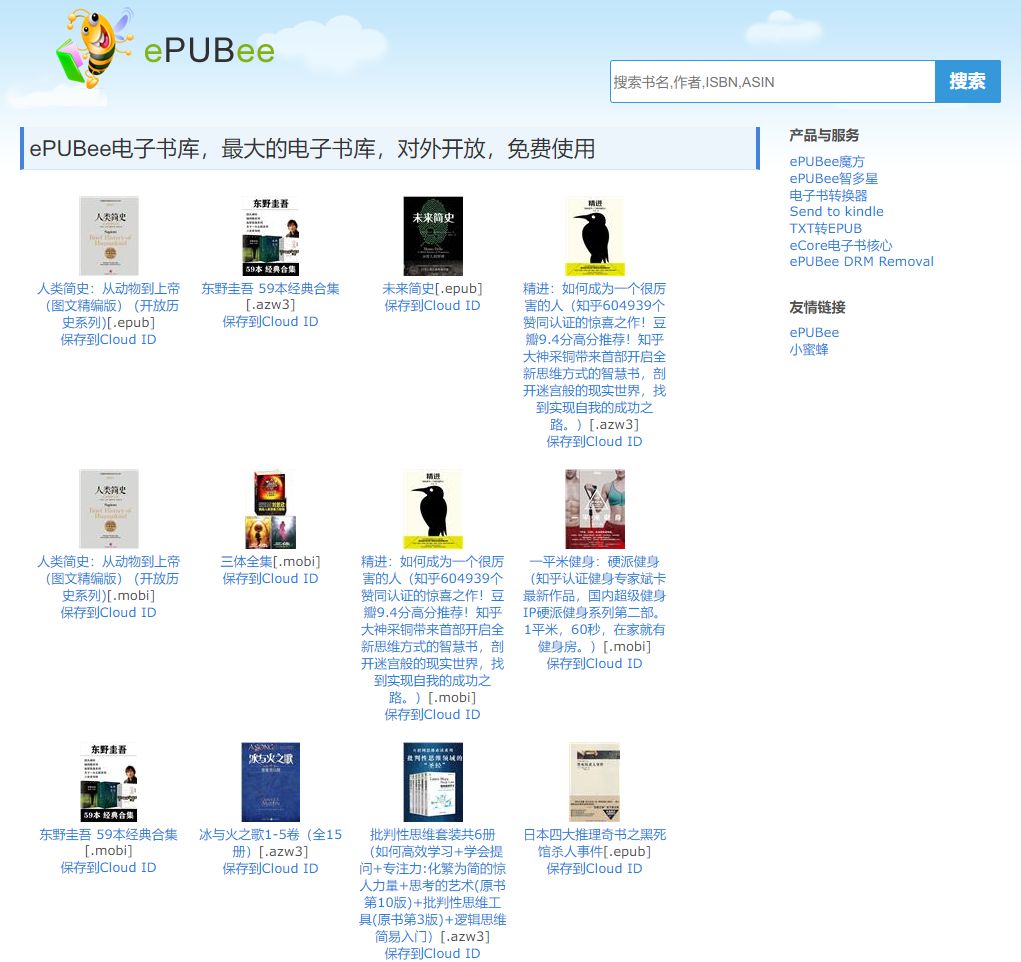 ePUBee
搜索书名,作者,ISBN,ASIN
搜索
ePUBee电子书库，最大的电子书库，对外开放，免费使用
人类简史
Sapiens
Brief History of
Humankind
人类简史：从动物到上帝
（图文精编版）（开放历
史系列)[.epub]
保存到Cloud ID
东野圭吾
59本 经典合集
东野圭吾 59本经典合集
[.azw3]
保存到Cloud ID
未来简史
未来简史[.epub]
保存到Cloud ID
精进
精进：如何成为一个很厉
害的人（知乎604939个
赞同认证的惊喜之作！豆
瓣9.4分高分推荐！知乎
大神采铜带来首部开启全
新思维方式的智慧书，剖
开迷宫般的现实世界，找
到实现自我的成功之
路。）[.azw3]
保存到Cloud ID
人类简史
Sapiens
Brief History of
Humankind
人类简史：从动物到上帝
（图文精编版）（开放历
史系列)[.mobi]
保存到Cloud ID
三体全集[.mobi]
保存到Cloud ID
精进
精进：如何成为一个很厉
害的人（知乎604939个
赞同认证的惊喜之作！豆
瓣9.4分高分推荐！知乎
大神采铜带来首部开启全
新思维方式的智慧书，剖
开迷宫般的现实世界，找
到实现自我的成功之
路。）[.mobi]
保存到Cloud ID
一平米健身
一平米健身：硬派健身
（知乎认证健身专家斌卡
最新作品，国内超级健身
IP硬派健身系列第二部。
1平米，60秒，在家就有
健身房。）[.mobi]
保存到Cloud ID
东野圭吾
59本 经典合集
东野圭吾 59本经典合集
[.mobi]
保存到Cloud ID
冰与火之歌
冰与火之歌1-5卷（全15
册）[.azw3]
保存到Cloud ID
批判性思维领域的
“圣经”
批判性思维套装共6册
（如何高效学习+学会提
问+专注力:化繁为简的惊
人力量+思考的艺术(原书
第10版)+批判性思维工
具(原书第3版)+逻辑思维
简易入门）[.azw3]
保存到Cloud ID
日本四大推理奇书之黑死
馆杀人事件[.epub]
保存到Cloud ID
产品与服务
ePUBee魔方
ePUBee智多星
电子书转换器
Send to kindle
TXT转EPUB
eCore电子书核心
ePUBee DRM Removal
友情链接
ePUBee
小蜜蜂